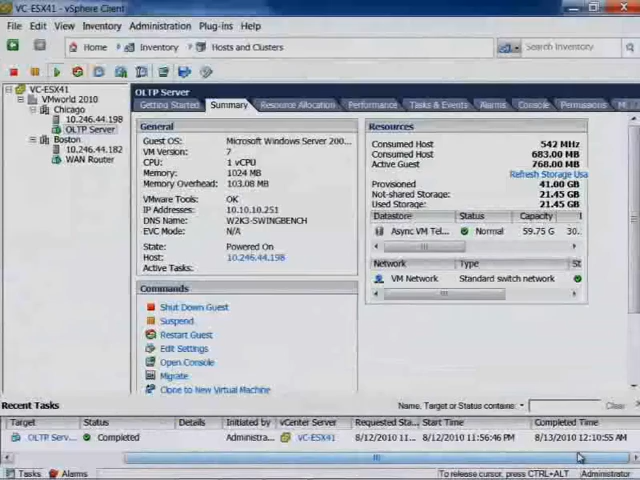 VC-ESX41 - vSphere Client
File Edit View Inventory Administration Plug-ins Help
Home Inventory Hosts and Clusters Search Inventory
VC-ESX41
VMworld 2010
Chicago
10.246.44.198
OLTP Server
Boston
10.246.44.182
WAN Router
OLTP Server
Getting Started Summary Resource Allocation Performance Tasks & Events Alarms Console Permissions M
General
Guest OS: Microsoft Windows Server 200...
VM Version: 7
CPU: 1 vCPU
Memory: 1024 MB
Memory Overhead: 103.08 MB
VMware Tools: OK
IP Addresses: 10.10.10.251
DNS Name: W2K3-SWINGBENCH
EVC Mode: N/A
State: Powered On
Host: 10.246.44.198
Active Tasks:
Commands
Shut Down Guest
Suspend
Restart Guest
Edit Settings
Open Console
Migrate
Clone to New Virtual Machine
Resources
Consumed Host 542 MHz
Consumed Host 683.00 MB
Active Guest 768.00 MB
Refresh Storage Usa
Provisioned 41.00 GB
Not-shared Storage: 21.45 GB
Used Storage: 21.45 GB
Datastore Status Capacity
Async VM Tel... Normal 59.75 G 30.
Network Type St
VM Network Standard switch network
Recent Tasks Name, Target or Status contains: Clear
Target Status Details Initiated by vCenter Server Requested Sta... Start Time Completed Time
OLTP Serv... Completed Administra... VC-ESX41 8/12/2010 11... 8/12/2010 11:56:46 PM 8/13/2010 12:10:55 AM
Tasks Alarms To release cursor, press CTRL+ALT Administrator